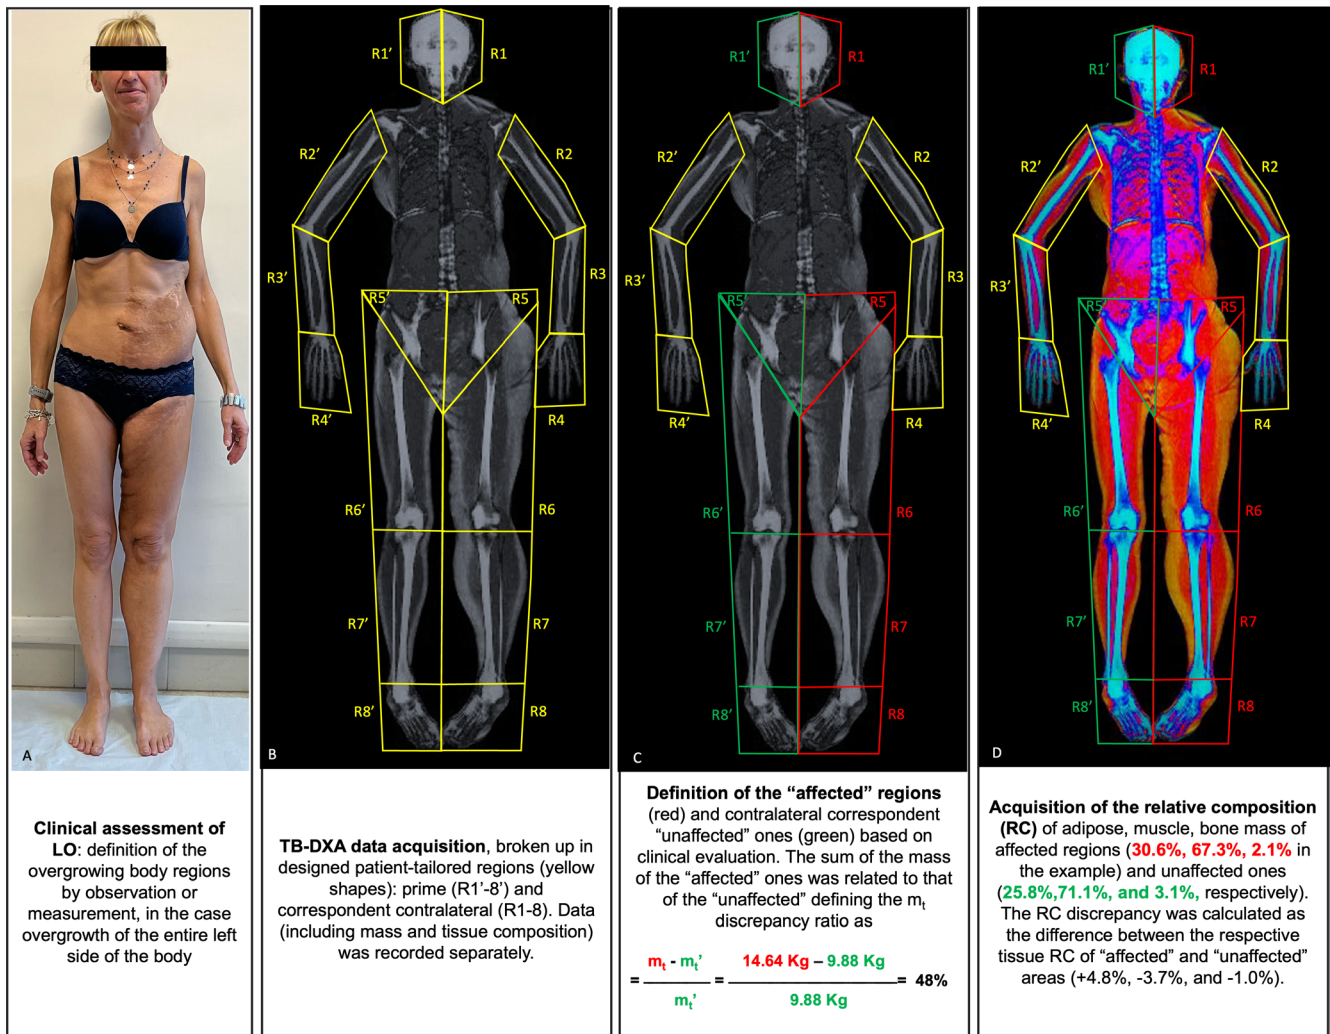 R1’
R1
R2’
R2
R3’
R3
R5’
R5
R4’
R4
R6’
R6
R7’
R7
R8’
R8
B
R1’
R1
R2’
R2
R3’
R3
R5’
R5
R4’
R4
R6’
R6
R7’
R7
R8’
R8
C
R1’
R1
R2’
R2
R3’
R5’
R5
R4’
R4
R6’
R6
R7’
R7
R8’
R8
D
A
Clinical assessment of
LO: definition of the
overgrowing body regions
by observation or
measurement, in the case
overgrowth of the entire left
side of the body
TB-DXA data acquisition, broken up in
designed patient-tailored regions (yellow
shapes): prime (R1’-8’) and
correspondent contralateral (R1-8). Data
(including mass and tissue composition)
was recorded separately.
Definition of the “affected” regions
(red) and contralateral correspondent
“unaffected” ones (green) based on
clinical evaluation. The sum of the mass
of the “affected” ones was related to that
of the “unaffected” defining the mt
discrepancy ratio as
mt - mt’ 14.64 Kg – 9.88 Kg
= = = 48%
mt’ 9.88 Kg
Acquisition of the relative composition
(RC) of adipose, muscle, bone mass of
affected regions (30.6%, 67.3%, 2.1% in
the example) and unaffected ones
(25.8%,71.1%, and 3.1%, respectively).
The RC discrepancy was calculated as
the difference between the respective
tissue RC of “affected” and “unaffected”
areas (+4.8%, -3.7%, and -1.0%).